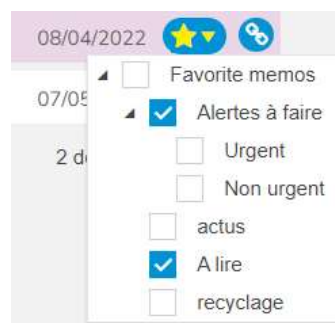 08/04/2022
Favorite memos
07/05
Alertes à faire
2 d
Urgent
Non urgent
actus
A lire
recyclage